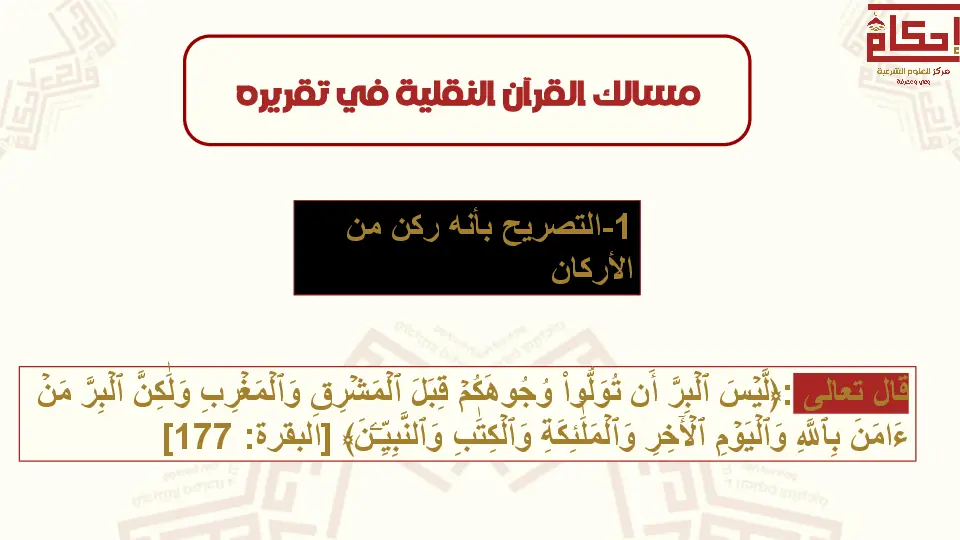 إحكام
مركز للعلوم الشرعية
وعي ومعرفة
مسالك القرآن النقلية في تقريره
1-التصريح بأنه ركن من
الأركان
قال تعالى :﴿لَّيۡسَ ٱلۡبِرَّ أَن تُوَلُّواْ وُجُوهَكُمۡ قِبَلَ ٱلۡمَشۡرِقِ وَٱلۡمَغۡرِبِ وَلَٰكِنَّ ٱلۡبِرَّ مَنۡ
ءَامَنَ بِٱللَّهِ وَٱلۡيَوۡمِ ٱلۡأٓخِرِ وَٱلۡمَلَٰٓئِكَةِ وَٱلۡكِتَٰبِ وَٱلنَّبِيِّـۧنَ﴾ [البقرة: 177]